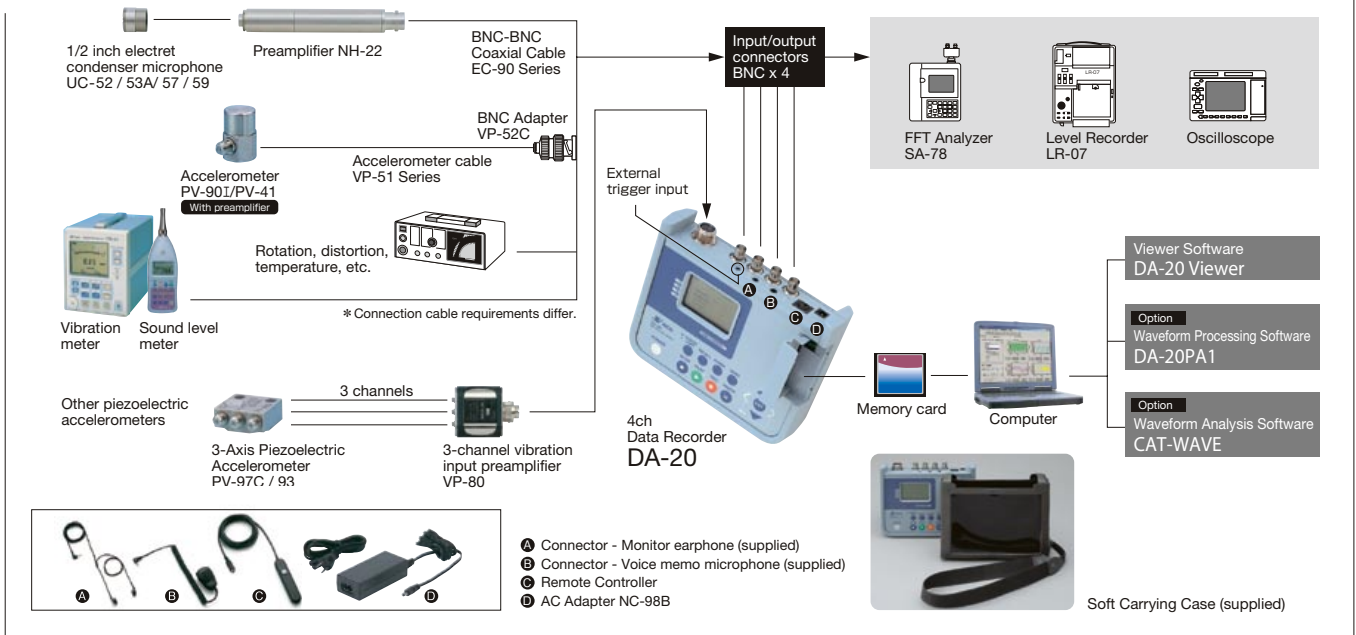 1/2 inch electret
condenser microphone
UC-52 / 53A/ 57 / 59
Preamplifier NH-22
BNC-BNC
Coaxial Cable
EC-90 Series
Input/output
connectors
BNC x 4
LR-07
FFT Analyzer
SA-78
Level Recorder
LR-07
Oscilloscope
BNC Adapter
VP-52C
Accelerometer cable
VP-51 Series
Accelerometer
PV-90I/PV-41
With preamplifier
External
trigger input
Rotation, distortion,
temperature, etc.
Vibration
meter
Sound level
meter
* Connection cable requirements differ.
A
B
C
D
Viewer Software
DA-20 Viewer
Option
Waveform Processing Software
DA-20PA1
Option
Waveform Analysis Software
CAT-WAVE
Memory card
Computer
Other piezoelectric
accelerometers
3 channels
3-Axis Piezoelectric
Accelerometer
PV-97C / 93
3-channel vibration
input preamplifier
VP-80
4ch
Data Recorder
DA-20
A
B
C
D
A Connector - Monitor earphone (supplied)
B Connector - Voice memo microphone (supplied)
C Remote Controller
D AC Adapter NC-98B
Soft Carrying Case (supplied)